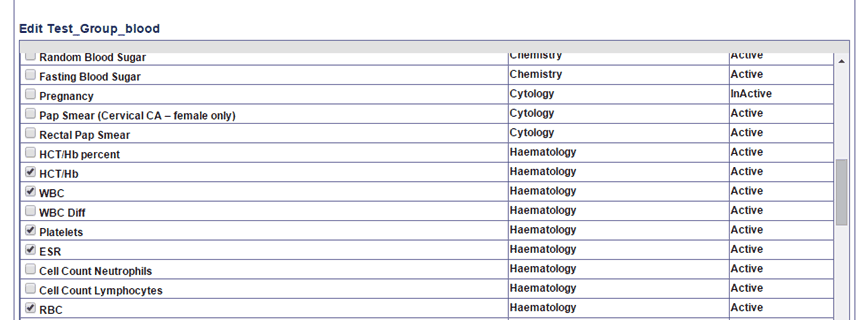 Edit Test_Group_blood
Random Blood Sugar Chemistry Active
Fasting Blood Sugar Chemistry Active
Pregnancy Cytology InActive
Pap Smear (Cervical CA – female only) Cytology Active
Rectal Pap Smear Cytology Active
HCT/Hb percent Haematology Active
HCT/Hb Haematology Active
WBC Haematology Active
WBC Diff Haematology Active
Platelets Haematology Active
ESR Haematology Active
Cell Count Neutrophils Haematology Active
Cell Count Lymphocytes Haematology Active
RBC Haematology Active